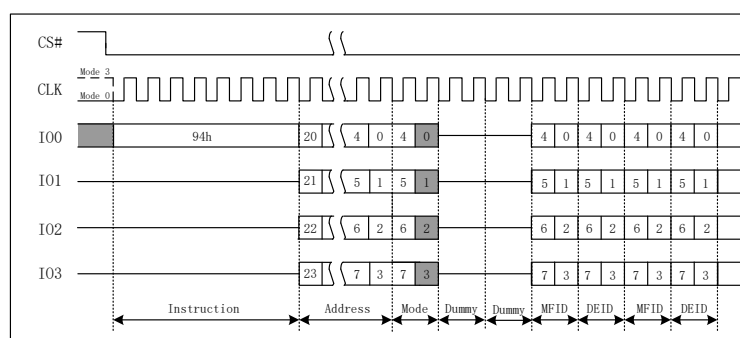 CS#
Mode 3
CLK
Mode 0
IO0 94h 20 4 0 4 0 4 0 4 0 4 0 4 0
IO1 21 5 1 5 1 5 1 5 1 5 1 5 1
IO2 22 6 2 6 2 6 2 6 2 6 2 6 2
IO3 23 7 3 7 3 7 3 7 3 7 3 7 3
Instruction Address Mode Dummy Dummy MFID DEID MFID DEID